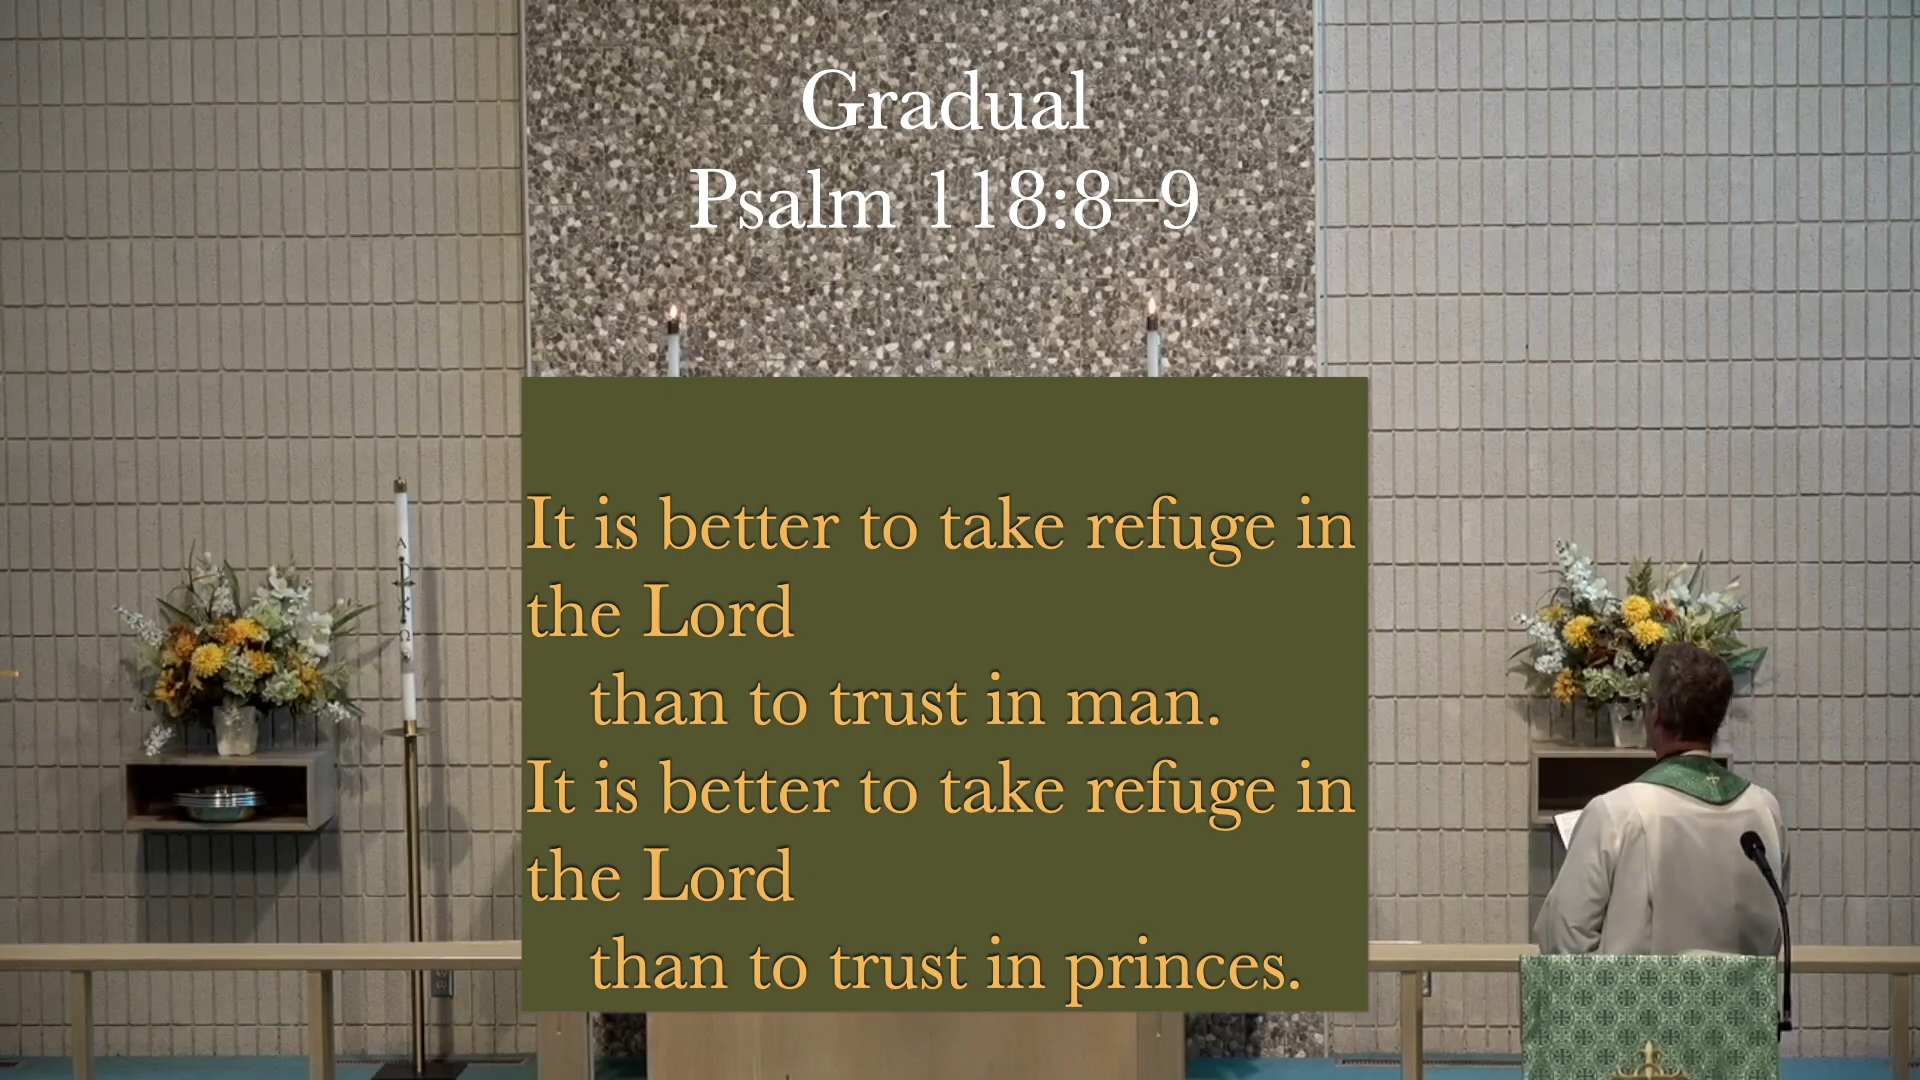 Gradual
Psalm 118:8–9
It is better to take refuge in
the Lord
than to trust in man.
It is better to take refuge in
the Lord
than to trust in princes.
Α
Ω